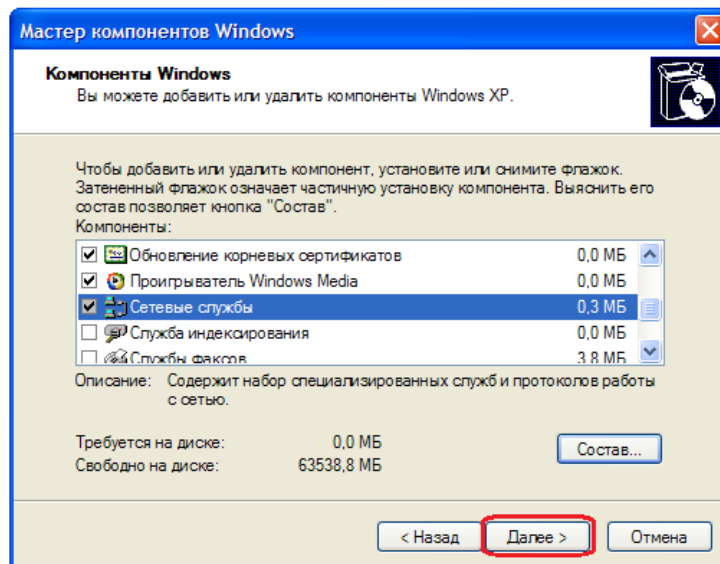 Мастер компонентов Windows
Компоненты Windows
Вы можете добавить или удалить компоненты Windows XP.
Чтобы добавить или удалить компонент, установите или снимите флажок.
Затененный флажок означает частичную установку компонента. Выяснить его
состав позволяет кнопка "Состав".
Компоненты:
Обновление корневых сертификатов 0,0 МБ
Проигрыватель Windows Media 0,0 МБ
Сетевые службы 0,3 МБ
Служба индексирования 0,0 МБ
Службы факсов 3,8 МБ
Описание: Содержит набор специализированных служб и протоколов работы
с сетью.
Требуется на диске: 0,0 МБ
Состав...
Свободно на диске: 63538,8 МБ
< Назад Далее > Отмена